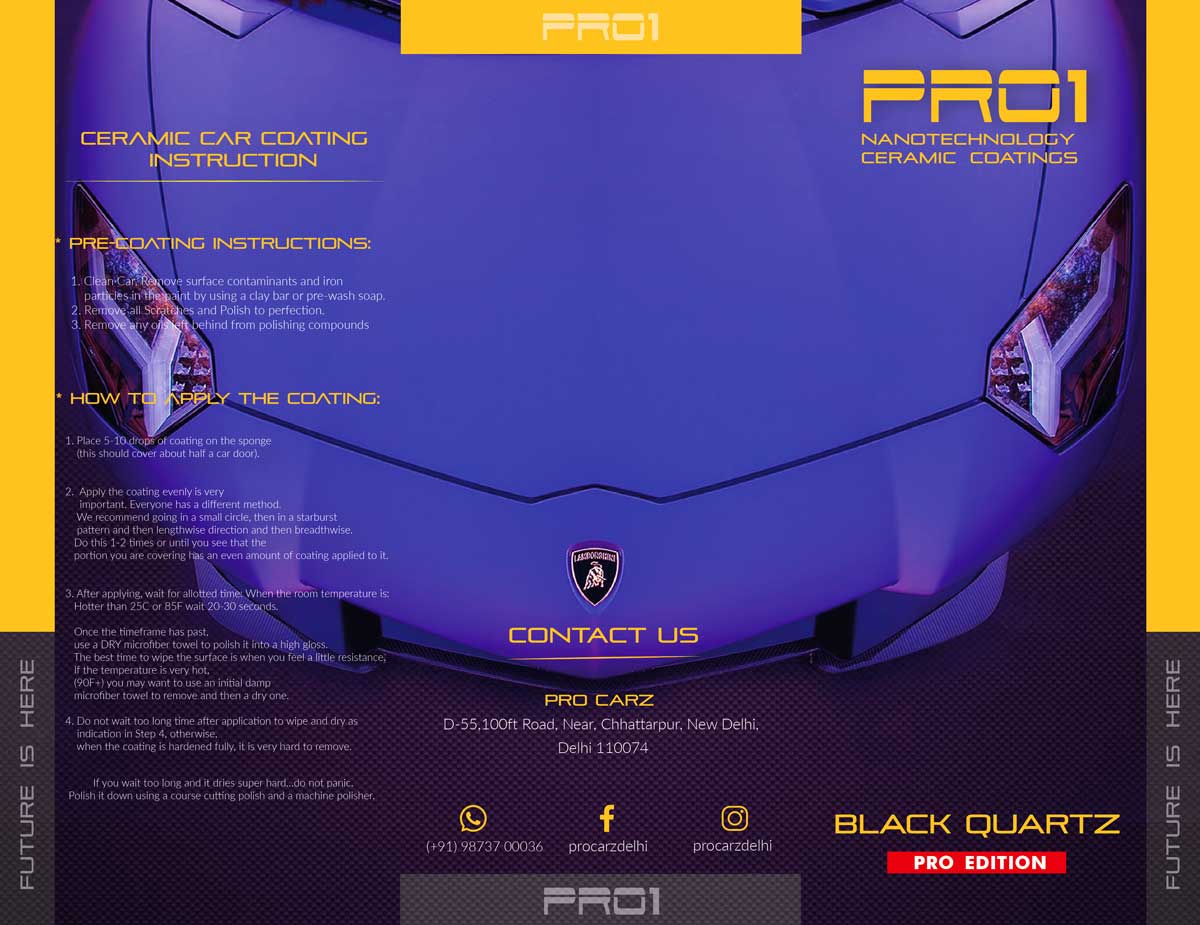 PRO1
CERAMIC CAR COATING
INSTRUCTION
* PRE-COATING INSTRUCTIONS:
1. Clean Car, Remove surface contaminants and iron
particles in the paint by using a clay bar or pre-wash soap.
2. Remove all Scratches and Polish to perfection.
3. Remove any oils left behind from polishing compounds
* HOW TO APPLY THE COATING:
1. Place 5-10 drops of coating on the sponge
(this should cover about half a car door).
2. Apply the coating evenly is very
important. Everyone has a different method.
We recommend going in a small circle, then in a starburst
pattern and then lengthwise direction and then breadthwise.
Do this 1-2 times or until you see that the
portion you are covering has an even amount of coating applied to it.
3. After applying, wait for allotted time: When the room temperature is:
Hotter than 25C or 85F wait 20-30 seconds.
Once the timeframe has past,
use a DRY microfiber towel to polish it into a high gloss.
The best time to wipe the surface is when you feel a little resistance,
If the temperature is very hot,
(90F+) you may want to use an initial damp
microfiber towel to remove and then a dry one.
4. Do not wait too long time after application to wipe and dry as
indication in Step 4, otherwise,
when the coating is hardened fully, it is very hard to remove.
If you wait too long and it dries super hard...do not panic.
Polish it down using a course cutting polish and a machine polisher.
FUTURE IS HERE
LAMBORGHINI
CONTACT US
PRO CARZ
D-55,100ft Road, Near, Chhattarpur, New Delhi,
Delhi 110074
(+91) 98737 00036
procarzdelhi
procarzdelhi
PRO1
PRO1
NANOTECHNOLOGY
CERAMIC COATINGS
BLACK QUARTZ
PRO EDITION
FUTURE IS HERE